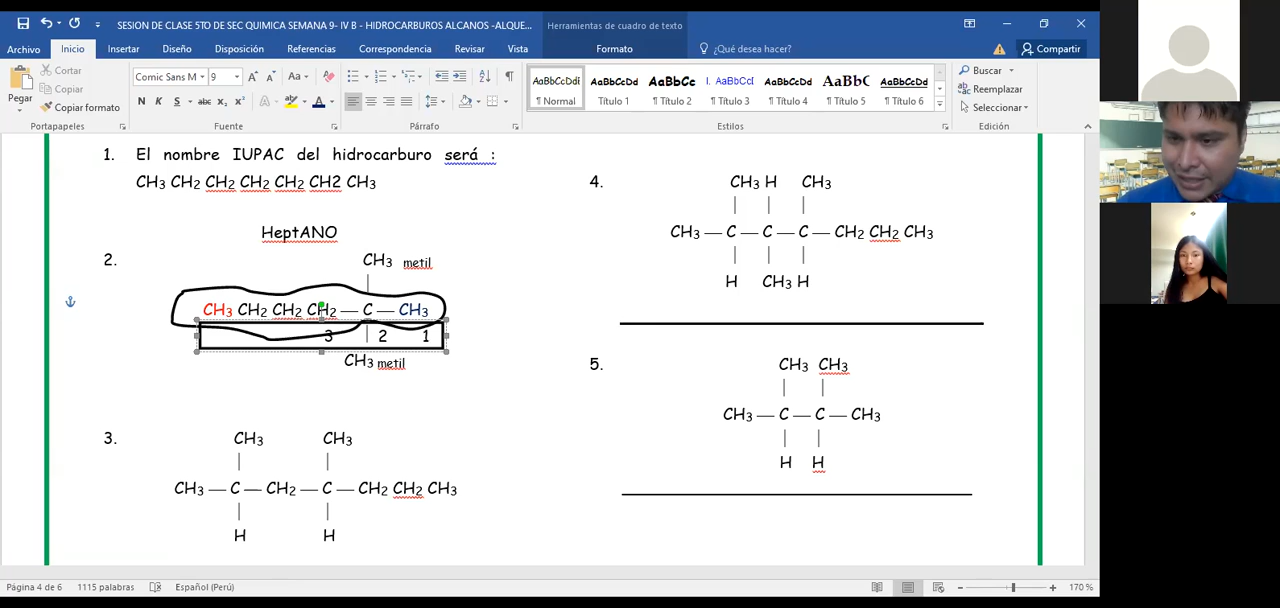 SESION DE CLASE 5TO DE SEC QUIMICA SEMANA 9- IV B - HIDROCARBUROS ALCANOS -ALQUE...
Herramientas de cuadro de texto
Archivo Inicio Insertar Diseño Disposición Referencias Correspondencia Revisar Vista Formato ¿Qué desea hacer? Compartir
Cortar
Copiar
Copiar formato
Pegar
Portapapeles
Comic Sans M 9
N K S abc x₂ x²
Fuente
Párrafo
AaBbCcDdI ¶ Normal
AaBbCcDd Título 1
AaBbCc Título 2
I. AaBbCcI Título 3
AaBbCcDd Título 4
AaBbC Título 5
AaBbCcDd ¶ Título 6
Estilos
Buscar
Reemplazar
Seleccionar
Edición
1. El nombre IUPAC del hidrocarburo será :
CH3 CH2 CH2 CH2 CH2 CH2 CH3
HeptANO
2.
CH3 metil
|
CH3 CH2 CH2 CH2 — C — CH3
3 | 2 1
CH3 metil
3.
CH3 CH3
| |
CH3 — C — CH2 — C — CH2 CH2 CH3
| |
H H
4.
CH3 H CH3
| | |
CH3 — C — C — C — CH2 CH2 CH3
| | |
H CH3 H
5.
CH3 CH3
| |
CH3 — C — C — CH3
| |
H H
Página 4 de 6 1115 palabras Español (Perú) 170 %